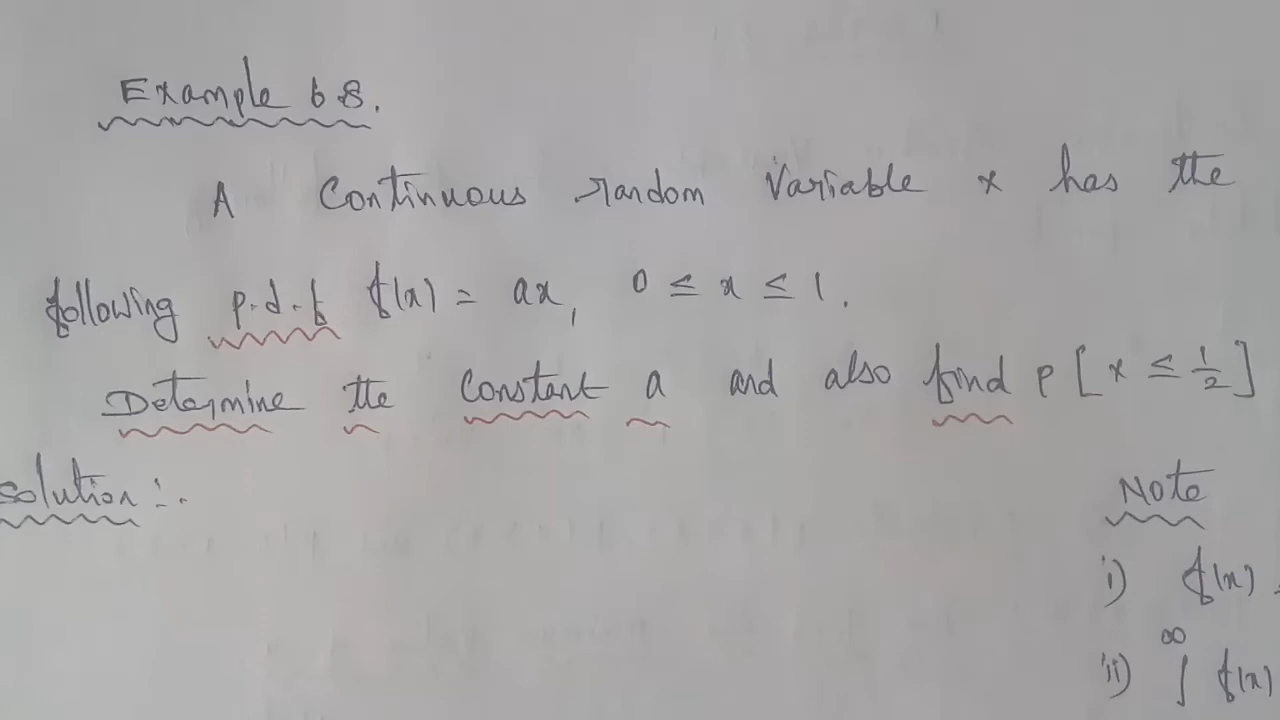 Example 6.8.
A Continuous random Variable x has the
following p.d.f f(x) = ax, 0 ≤ x ≤ 1.
Determine the Constant a and also find P[x ≤ 1/2]
Solution:.
Note
i) f(x)
ii) ∞∫ f(x)